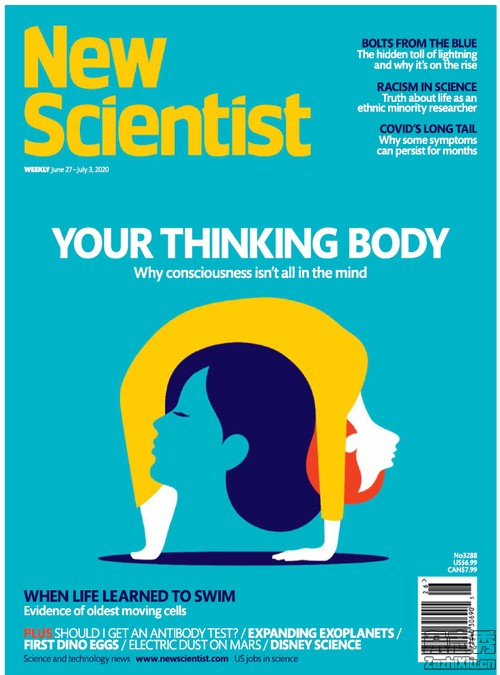 New
Scientist
WEEKLY June 27 – July 3, 2020
BOLTS FROM THE BLUE
The hidden toll of lightning
and why it's on the rise
RACISM IN SCIENCE
Truth about life as an
ethnic minority researcher
COVID'S LONG TAIL
Why some symptoms
can persist for months
YOUR THINKING BODY
Why consciousness isn't all in the mind
No3288
US$6.99
CAN$7.99
WHEN LIFE LEARNED TO SWIM
Evidence of oldest moving cells
PLUS SHOULD I GET AN ANTIBODY TEST? / EXPANDING EXOPLANETS /
FIRST DINO EGGS / ELECTRIC DUST ON MARS / DISNEY SCIENCE
Science and technology news www.newscientist.com US jobs in science
26
ZaZhiXiu.cn